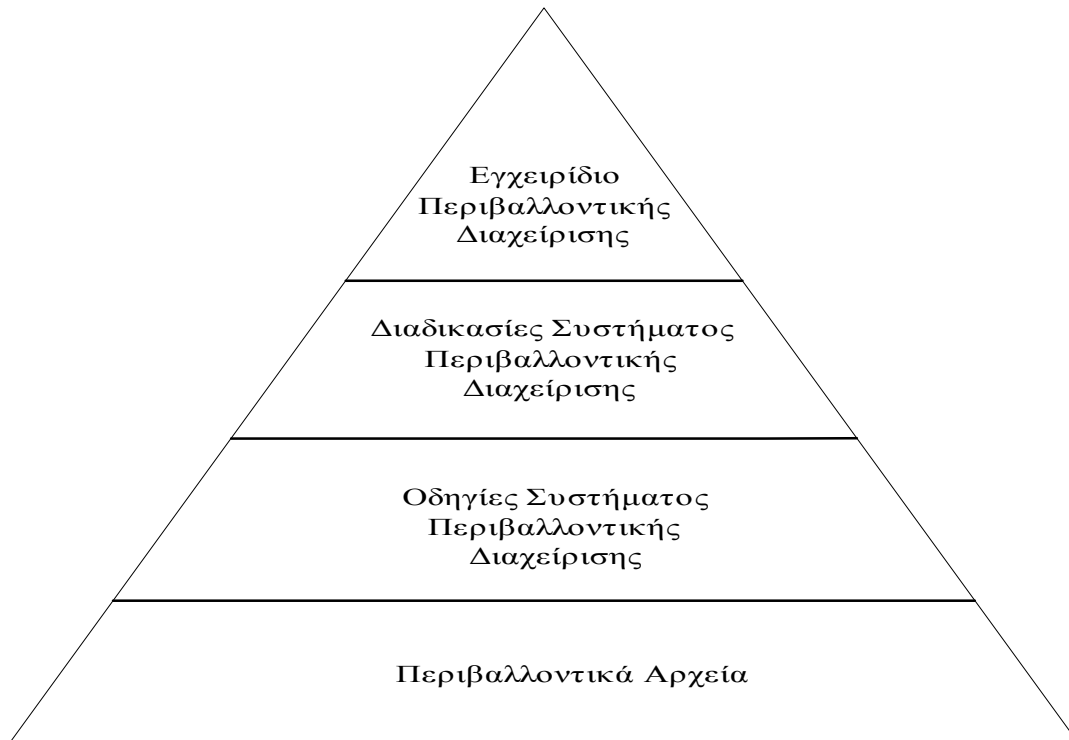 Εγχειρίδιο
Περιβαλλοντικής
Διαχείρισης
Διαδικασίες Συστήματος
Περιβαλλοντικής
Διαχείρισης
Οδηγίες Συστήματος
Περιβαλλοντικής
Διαχείρισης
Περιβαλλοντικά Αρχεία